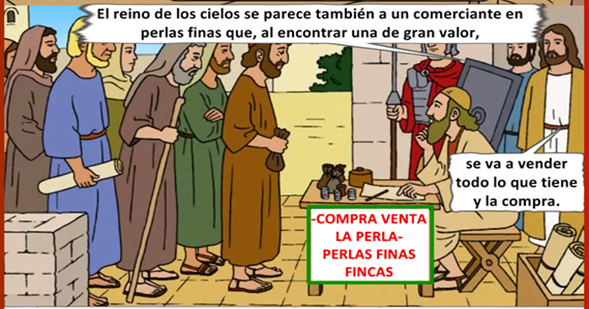 El reino de los cielos se parece también a un comerciante en
perlas finas que, al encontrar una de gran valor,
se va a vender
todo lo que tiene
y la compra.
-COMPRA VENTA
LA PERLA-
PERLAS FINAS
FINCAS